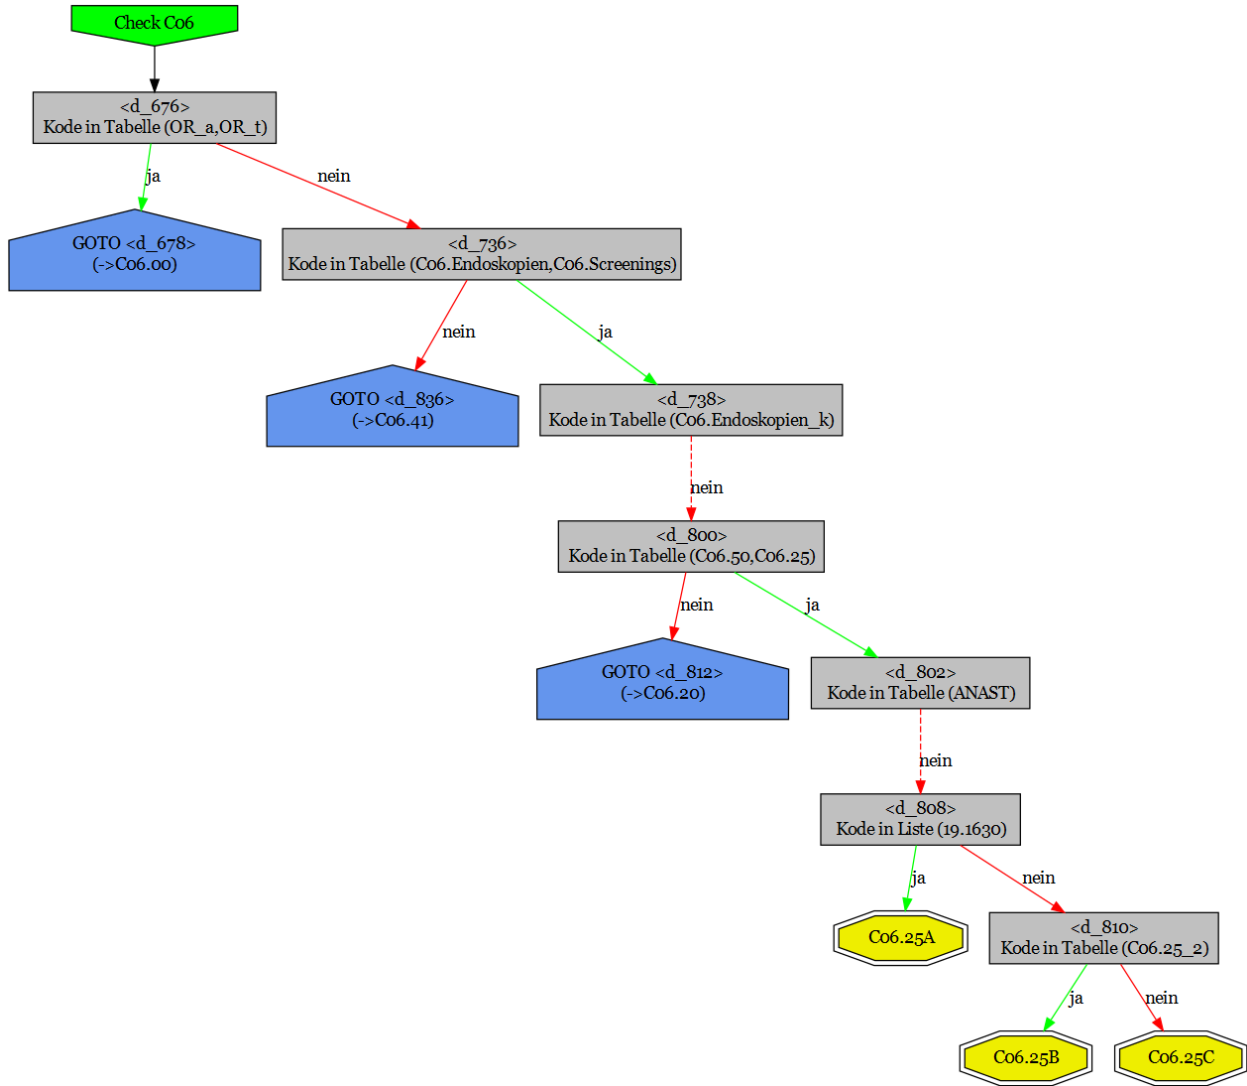 Check C06
<d_676>
Kode in Tabelle (OR_a,OR_t)
ja
nein
GOTO <d_678>
(->C06.00)
<d_736>
Kode in Tabelle (C06.Endoskopien,C06.Screenings)
nein
ja
GOTO <d_836>
(->C06.41)
<d_738>
Kode in Tabelle (C06.Endoskopien_k)
nein
<d_800>
Kode in Tabelle (C06.50,C06.25)
nein
ja
GOTO <d_812>
(->C06.20)
<d_802>
Kode in Tabelle (ANAST)
nein
<d_808>
Kode in Liste (19.1630)
ja
nein
C06.25A
<d_810>
Kode in Tabelle (C06.25_2)
ja
nein
C06.25B
C06.25C